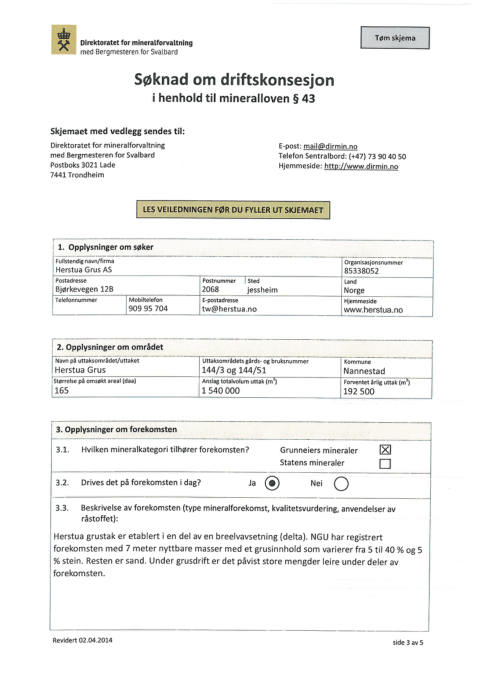 Direktoratet for mineralforvaltning
med Bergmesteren for Svalbard
Tøm skjema
Søknad om driftskonsesjon
i henhold til mineralloven § 43
Skjemaet med vedlegg sendes til:
Direktoratet for mineralforvaltning
med Bergmesteren for Svalbard
Postboks 3021 Lade
7441 Trondheim
E-post: mail@dirmin.no
Telefon Sentralbord: (+47) 73 90 40 50
Hjemmeside: http://www.dirmin.no
LES VEILEDNINGEN FØR DU FYLLER UT SKJEMAET
1. Opplysninger om søker
Fullstendig navn/firma Organisasjonsnummer
Herstua Grus AS 85338052
Postadresse Postnummer Sted Land
Bjørkevegen 12B 2068 jessheim Norge
Telefonnummer Mobiltelefon E-postadresse Hjemmeside
909 95 704 tw@herstua.no www.herstua.no
2. Opplysninger om området
Navn på uttaksområdet/uttaket Uttaksområdets gårds- og bruksnummer Kommune
Herstua Grus 144/3 og 144/51 Nannestad
Størrelse på omsøkt areal (daa) Anslag totalvolum uttak (m³) Forventet årlig uttak (m³)
165 1 540 000 192 500
3. Opplysninger om forekomsten
3.1. Hvilken mineralkategori tilhører forekomsten? Grunneiers mineraler
Statens mineraler
3.2. Drives det på forekomsten i dag? Ja Nei
3.3. Beskrivelse av forekomsten (type mineralforekomst, kvalitetsvurdering, anvendelser av
råstoffet):
Herstua grustak er etablert i en del av en breelvavsetning (delta). NGU har registrert
forekomsten med 7 meter nyttbare masser med et grusinnhold som varierer fra 5 til 40 % og 5
% stein. Resten er sand. Under grusdrift er det påvist store mengder leire under deler av
forekomsten.
Revidert 02.04.2014 side 3 av 5